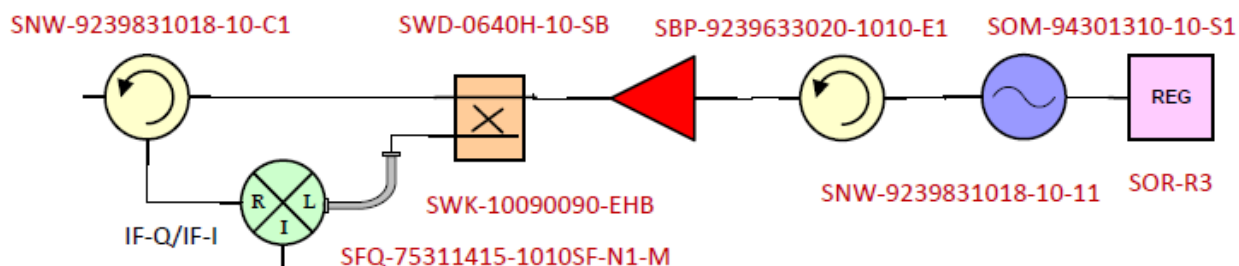 SNW-9239831018-10-C1
SWD-0640H-10-SB
SBP-9239633020-1010-E1
SOM-94301310-10-S1
REG
R L
I
SWK-10090090-EHB
SNW-9239831018-10-11
SOR-R3
IF-Q/IF-I
SFQ-75311415-1010SF-N1-M